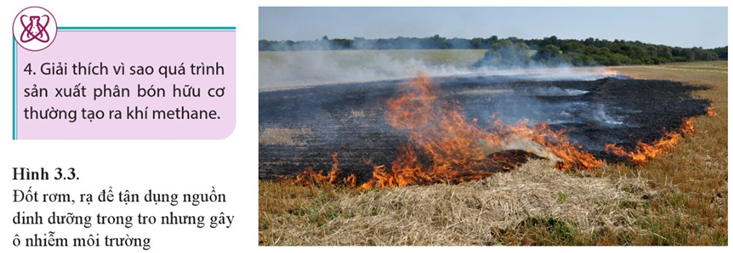 4. Giải thích vì sao quá trình
sản xuất phân bón hữu cơ
thường tạo ra khí methane.
Hình 3.3.
Đốt rơm, rạ để tận dụng nguồn
dinh dưỡng trong tro nhưng gây
ô nhiễm môi trường